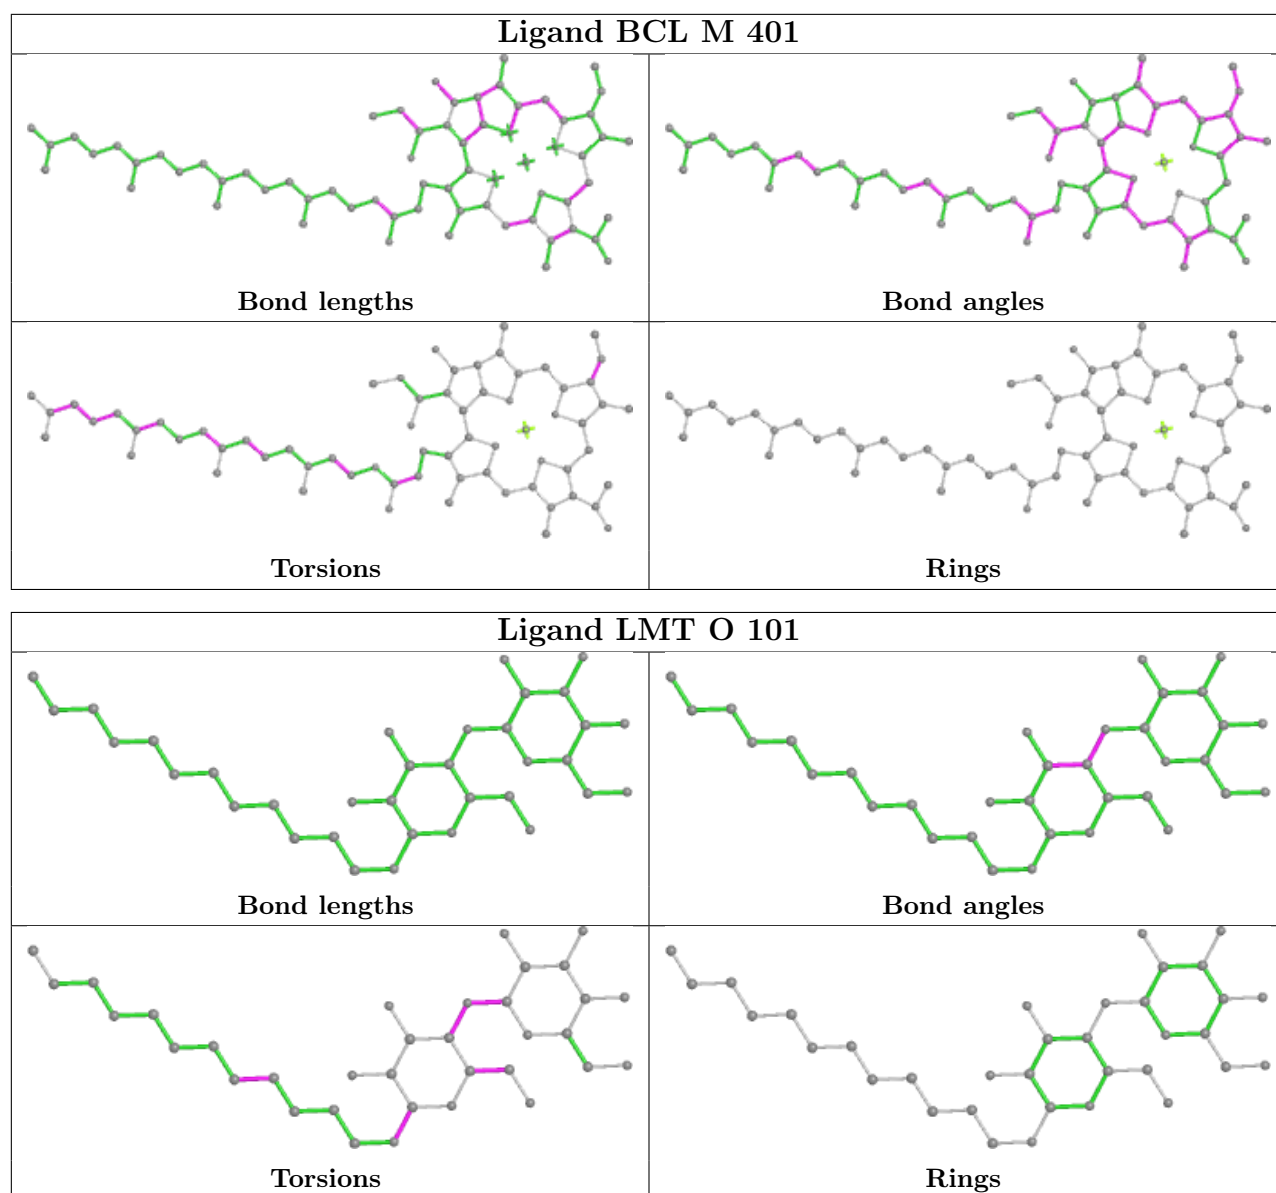 Ligand BCL M 401
Bond lengths
Bond angles
Torsions
Rings
Ligand LMT O 101
Bond lengths
Bond angles
Torsions
Rings